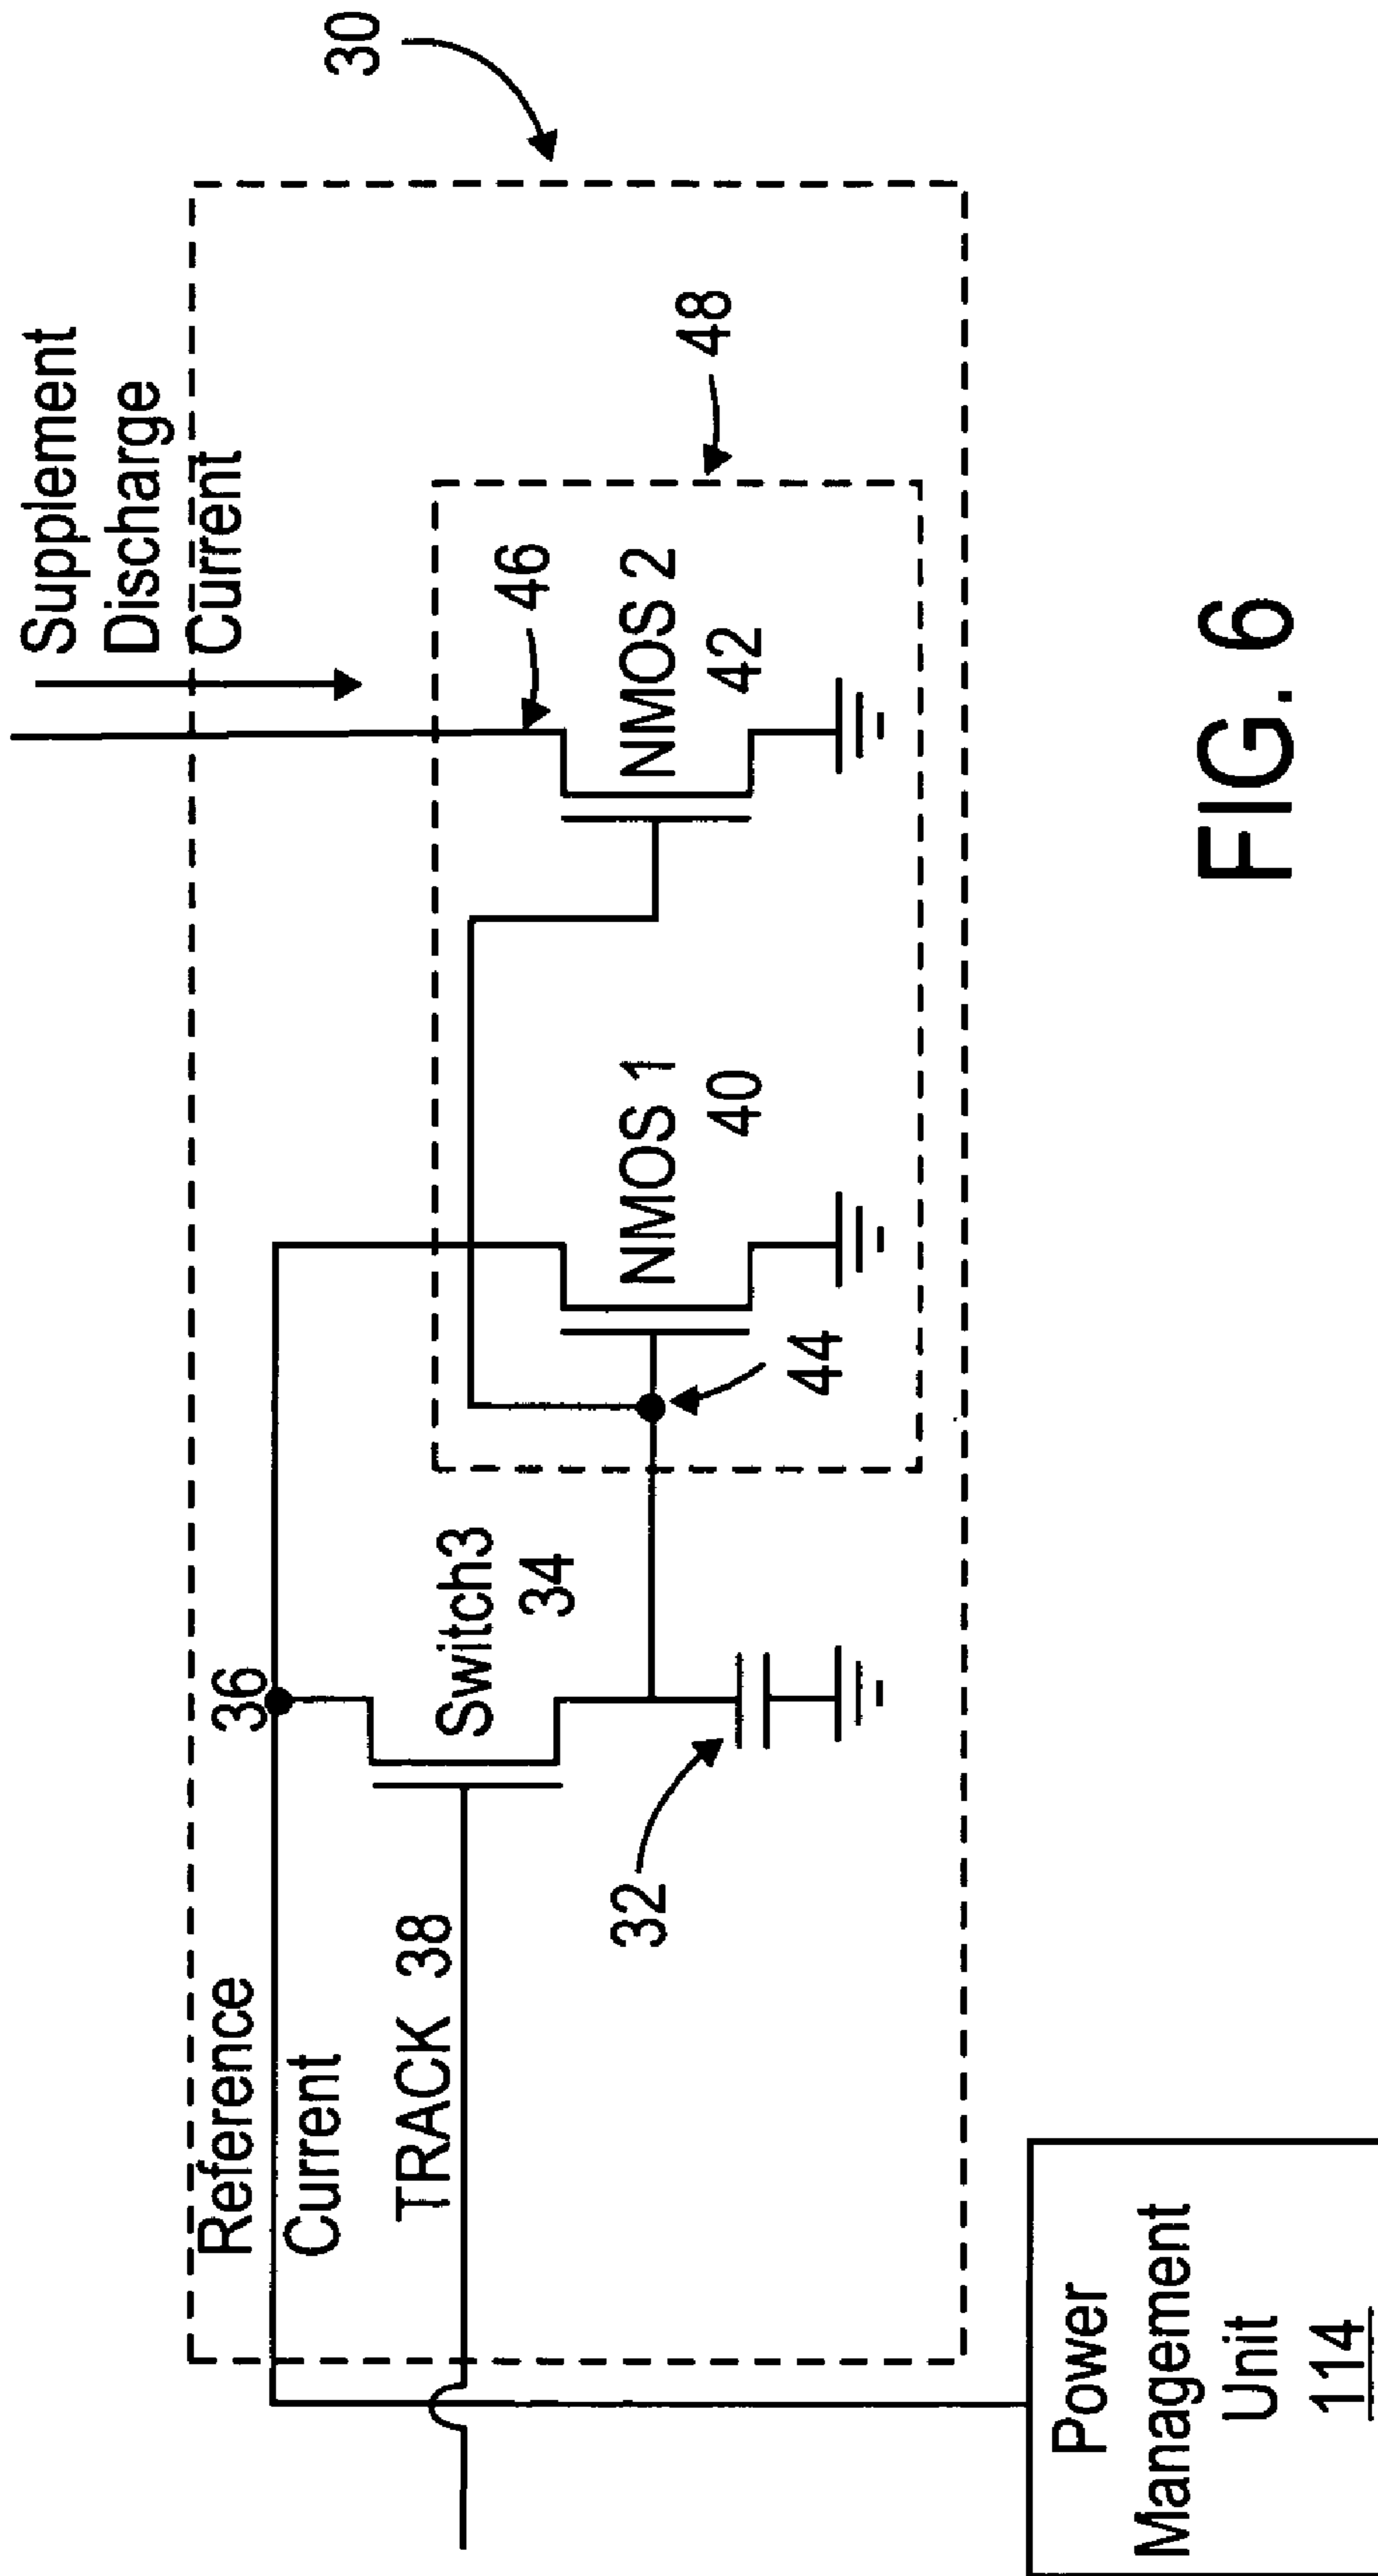 Supplement
Discharge
Current
30
Reference
Current
36
TRACK 38
Switch3
34
46
48
NMOS 1
40
NMOS 2
42
32
44
Power
Management
Unit
114
FIG. 6